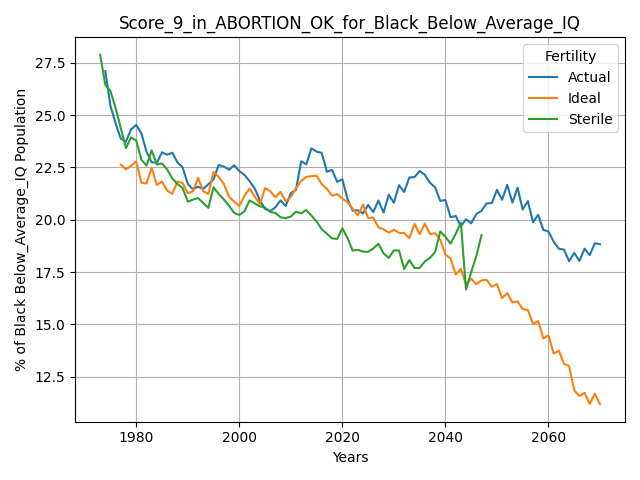 Score_9_in_ABORTION_OK_for_Black_Below_Average_IQ
Fertility
Actual
Ideal
Sterile
% of Black Below_Average_IQ Population
27.5
25.0
22.5
20.0
17.5
15.0
12.5
1980
2000
2020
2040
2060
Years